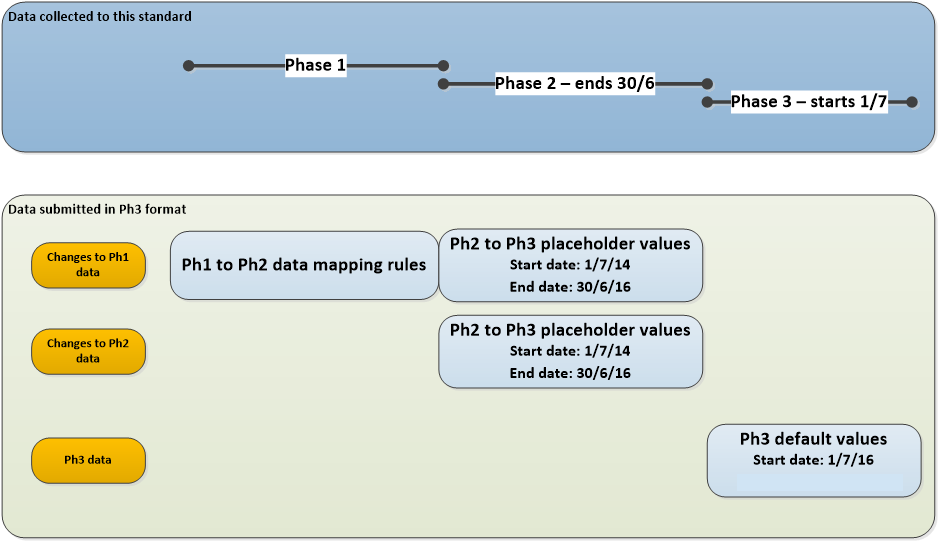 Data collected to this standard
Phase 1
Phase 2 – ends 30/6
Phase 3 – starts 1/7
Data submitted in Ph3 format
Changes to Ph1
data
Ph1 to Ph2 data mapping rules
Ph2 to Ph3 placeholder values
Start date: 1/7/14
End date: 30/6/16
Changes to Ph2
data
Ph2 to Ph3 placeholder values
Start date: 1/7/14
End date: 30/6/16
Ph3 data
Ph3 default values
Start date: 1/7/16